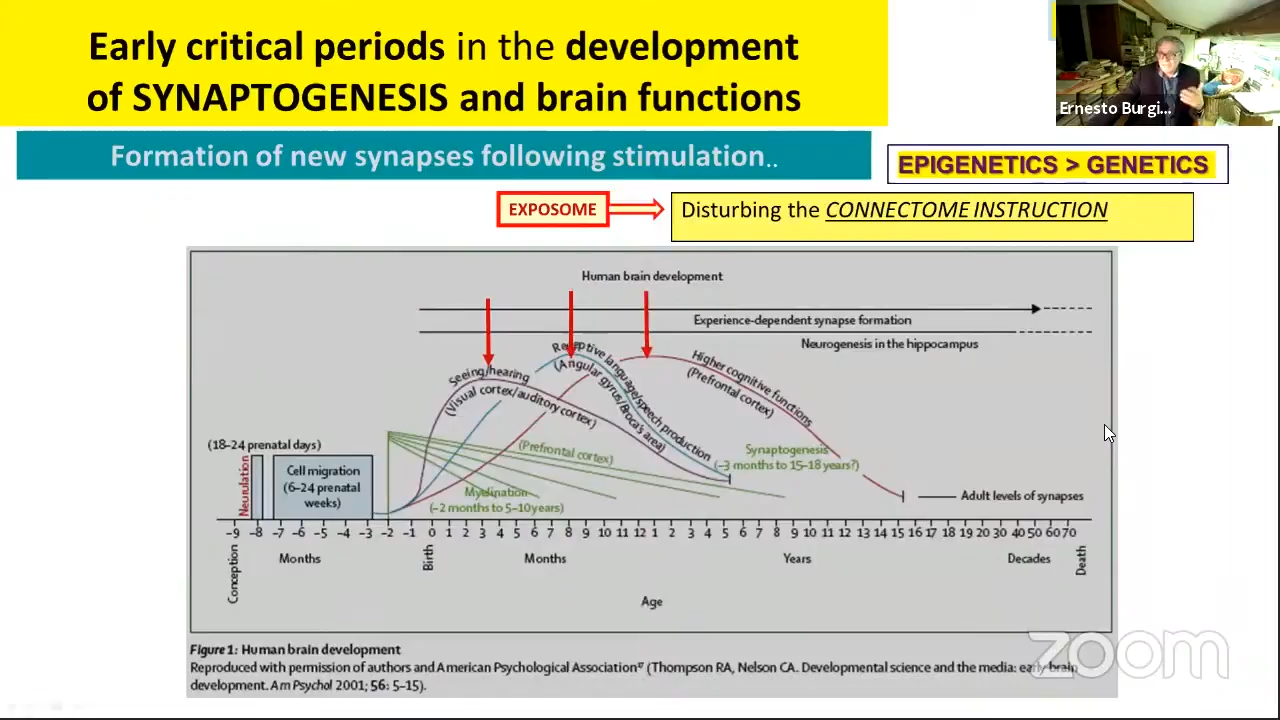 Early critical periods in the development
of SYNAPTOGENESIS and brain functions
Ernesto Burgi...
Formation of new synapses following stimulation..
EPIGENETICS > GENETICS
EXPOSOME
Disturbing the CONNECTOME INSTRUCTION
Human brain development
Experience-dependent synapse formation
Neurogenesis in the hippocampus
Seeing/hearing
(Visual cortex/auditory cortex)
Receptive language/speech production
(Angular gyrus/Broca's area)
Higher cognitive functions
(Prefrontal cortex)
(18–24 prenatal days)
Neurulation
Cell migration
(6–24 prenatal
weeks)
(Prefrontal cortex)
Myelination
(–2 months to 5–10years)
Synaptogenesis
(–3 months to 15–18 years?)
Adult levels of synapses
–9 –8 –7 –6 –5 –4 –3 –2 –1 0 1 2 3 4 5 6 7 8 9 10 11 12 1 2 3 4 5 6 7 8 9 10 11 12 13 14 15 16 17 18 19 20 30 40 50 60 70
Conception
Months
Birth
Months
Years
Decades
Death
Age
Figure 1: Human brain development
Reproduced with permission of authors and American Psychological Association⁴⁷ (Thompson RA, Nelson CA. Developmental science and the media: early brain
development. Am Psychol 2001; 56: 5–15).
zoom